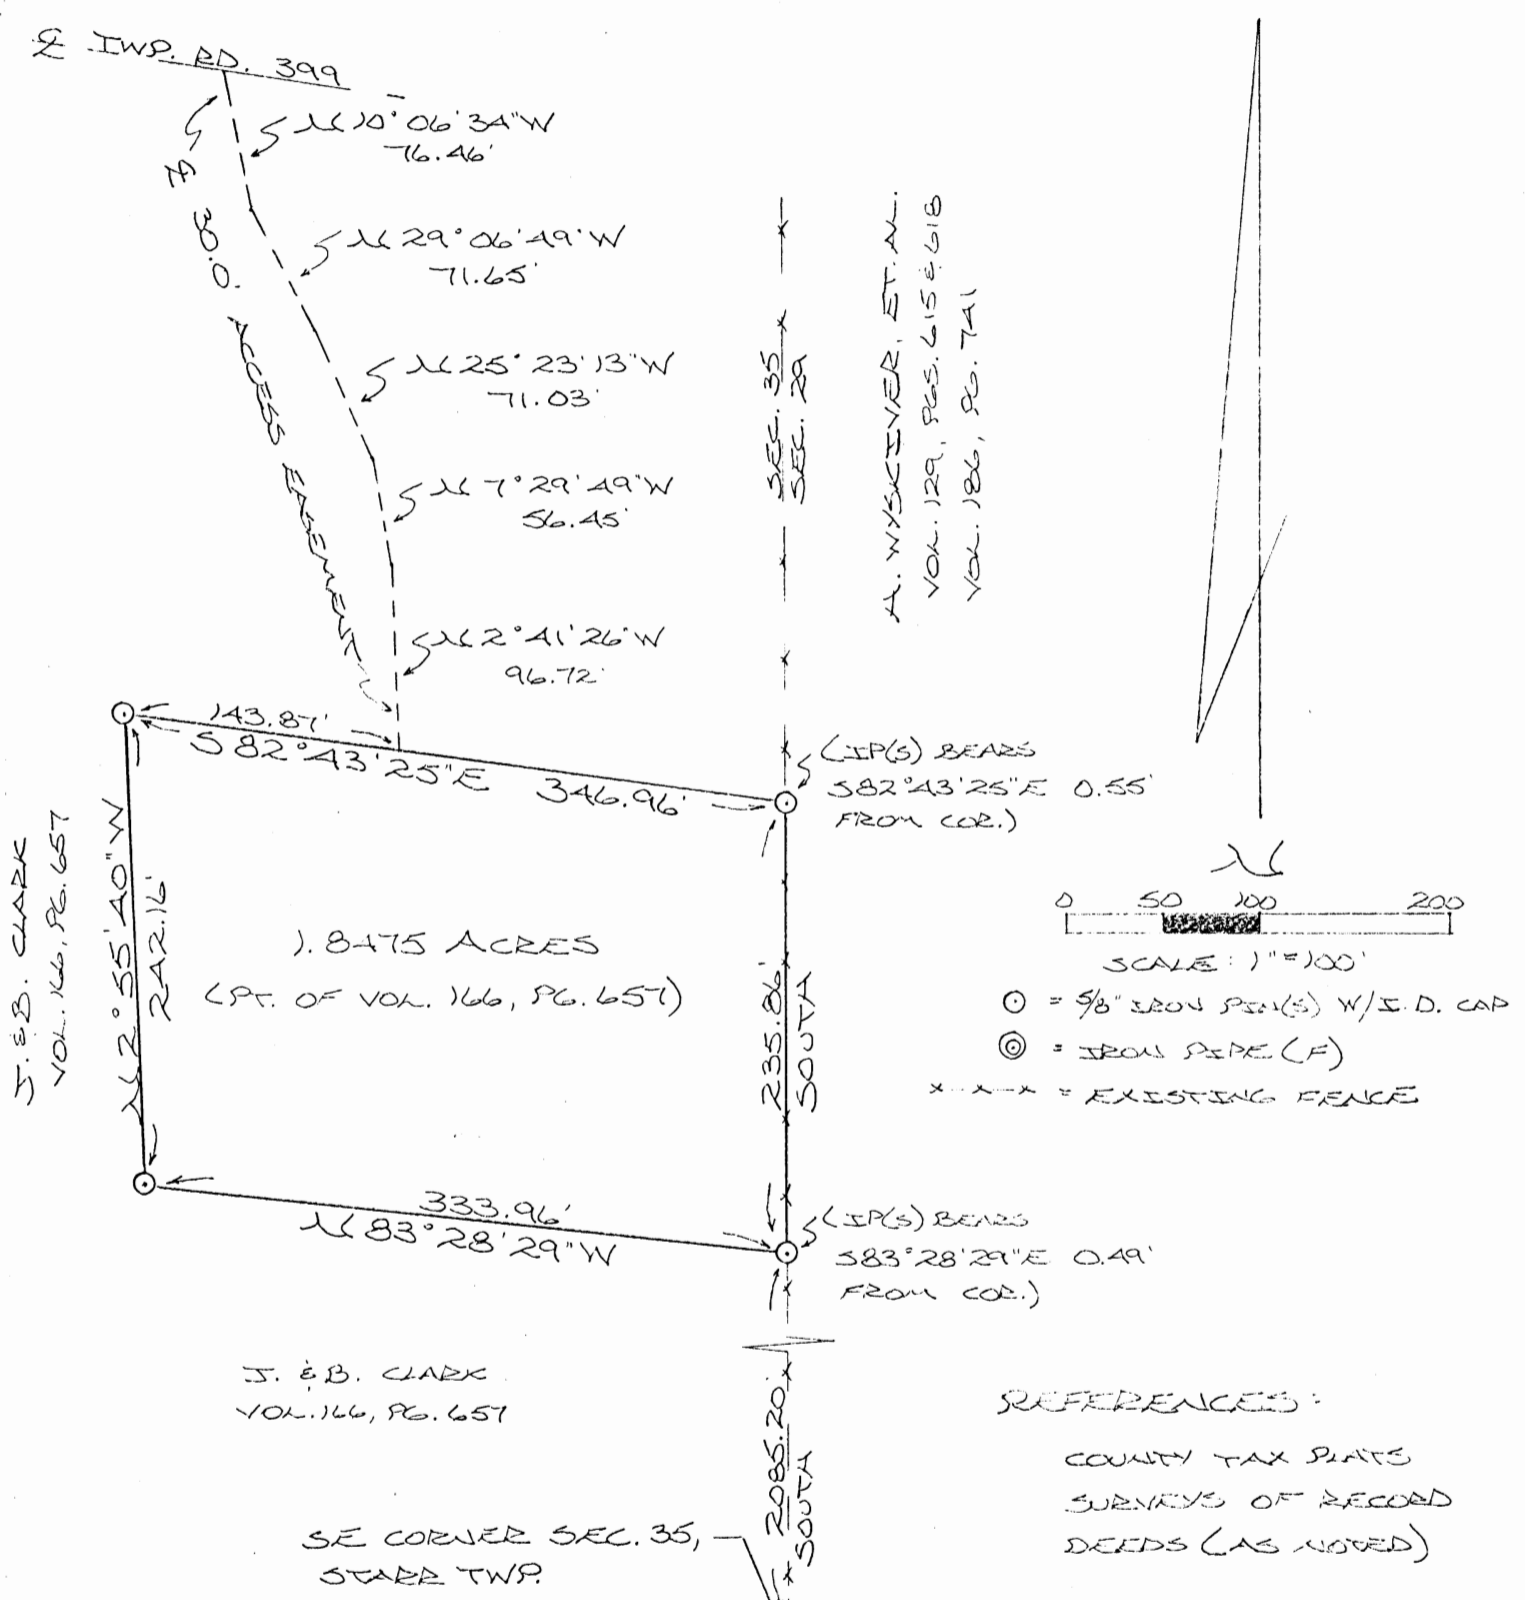 ℄ TWP. RD. 399
N 10°06'34"W
76.46'
℄ 30.0' ACCESS EASEMENT
N 29°06'49"W
71.65'
N 25°23'13"W
71.03'
N 7°29'49"W
56.45'
N 2°41'26"W
96.72'
SEC. 35
SEC. 29
A. WYSKIVER, ET. AL.
VOL. 129, PGS. 615 & 618
VOL. 186, PG. 741
143.87'
S 82°43'25"E 346.96'
(IP(S) BEARS
S82°43'25"E 0.55'
FROM COR.)
J. & B. CLARK
VOL. 166, PG. 657
N 2°55'40"W
242.16'
1.8475 ACRES
(PT. OF VOL. 166, PG. 657)
235.86'
SOUTH
N
0 50 100 200
SCALE: 1"=100'
= 5/8" IRON PIN(S) W/I.D. CAP
= IRON PIPE (F)
x---x---x = EXISTING FENCE
333.96'
N 83°28'29"W
(IP(S) BEARS
S83°28'29"E 0.49'
FROM COR.)
J. & B. CLARK
VOL. 166, PG. 657
2085.20'
SOUTH
SE CORNER SEC. 35,
STARR TWP.
REFERENCES:
COUNTY TAX PLATS
SURVEYS OF RECORD
DEEDS (AS NOTED)